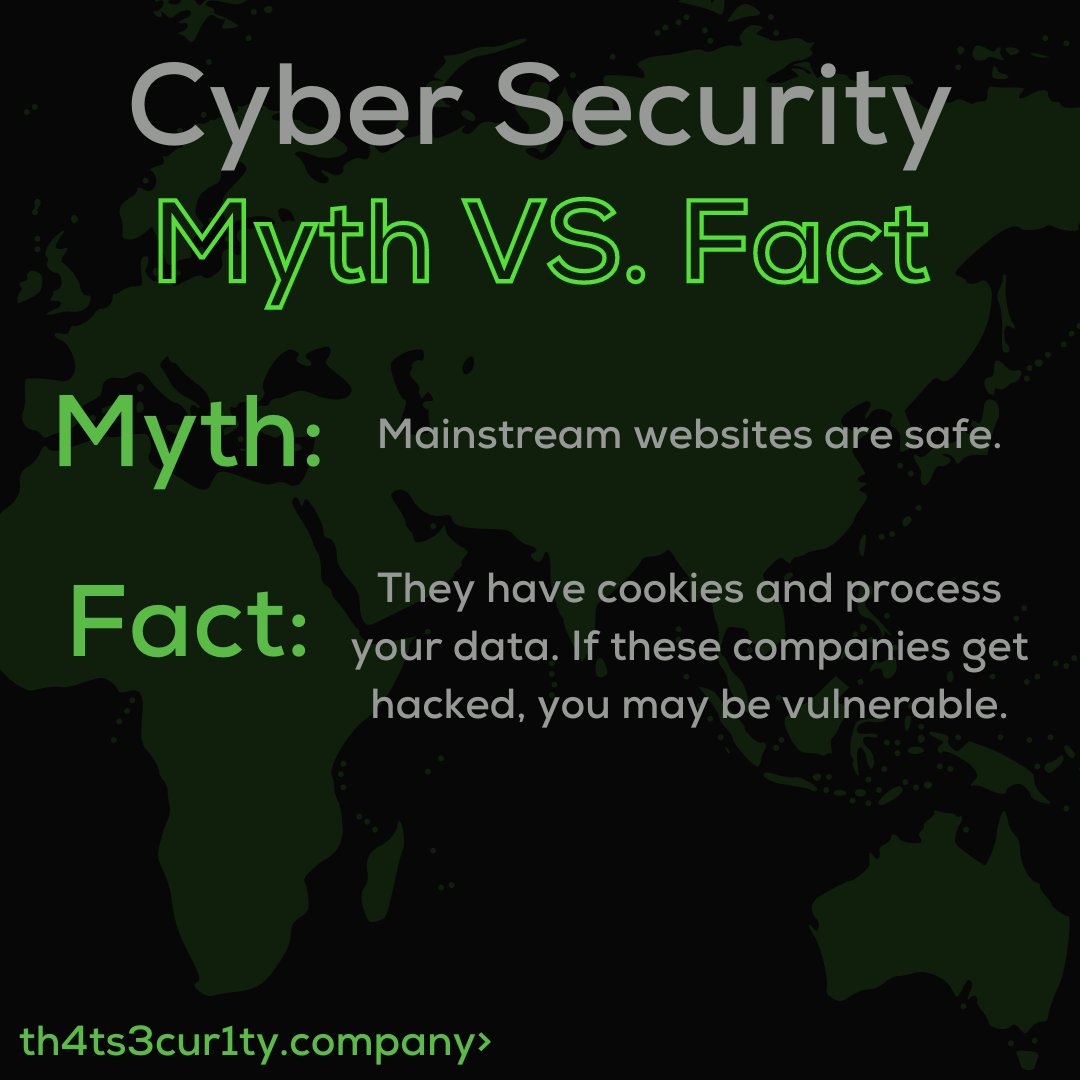 Cyber Security
Myth VS. Fact
Myth:
Mainstream websites are safe.
Fact:
They have cookies and process
your data. If these companies get
hacked, you may be vulnerable.
th4ts3cur1ty.company>